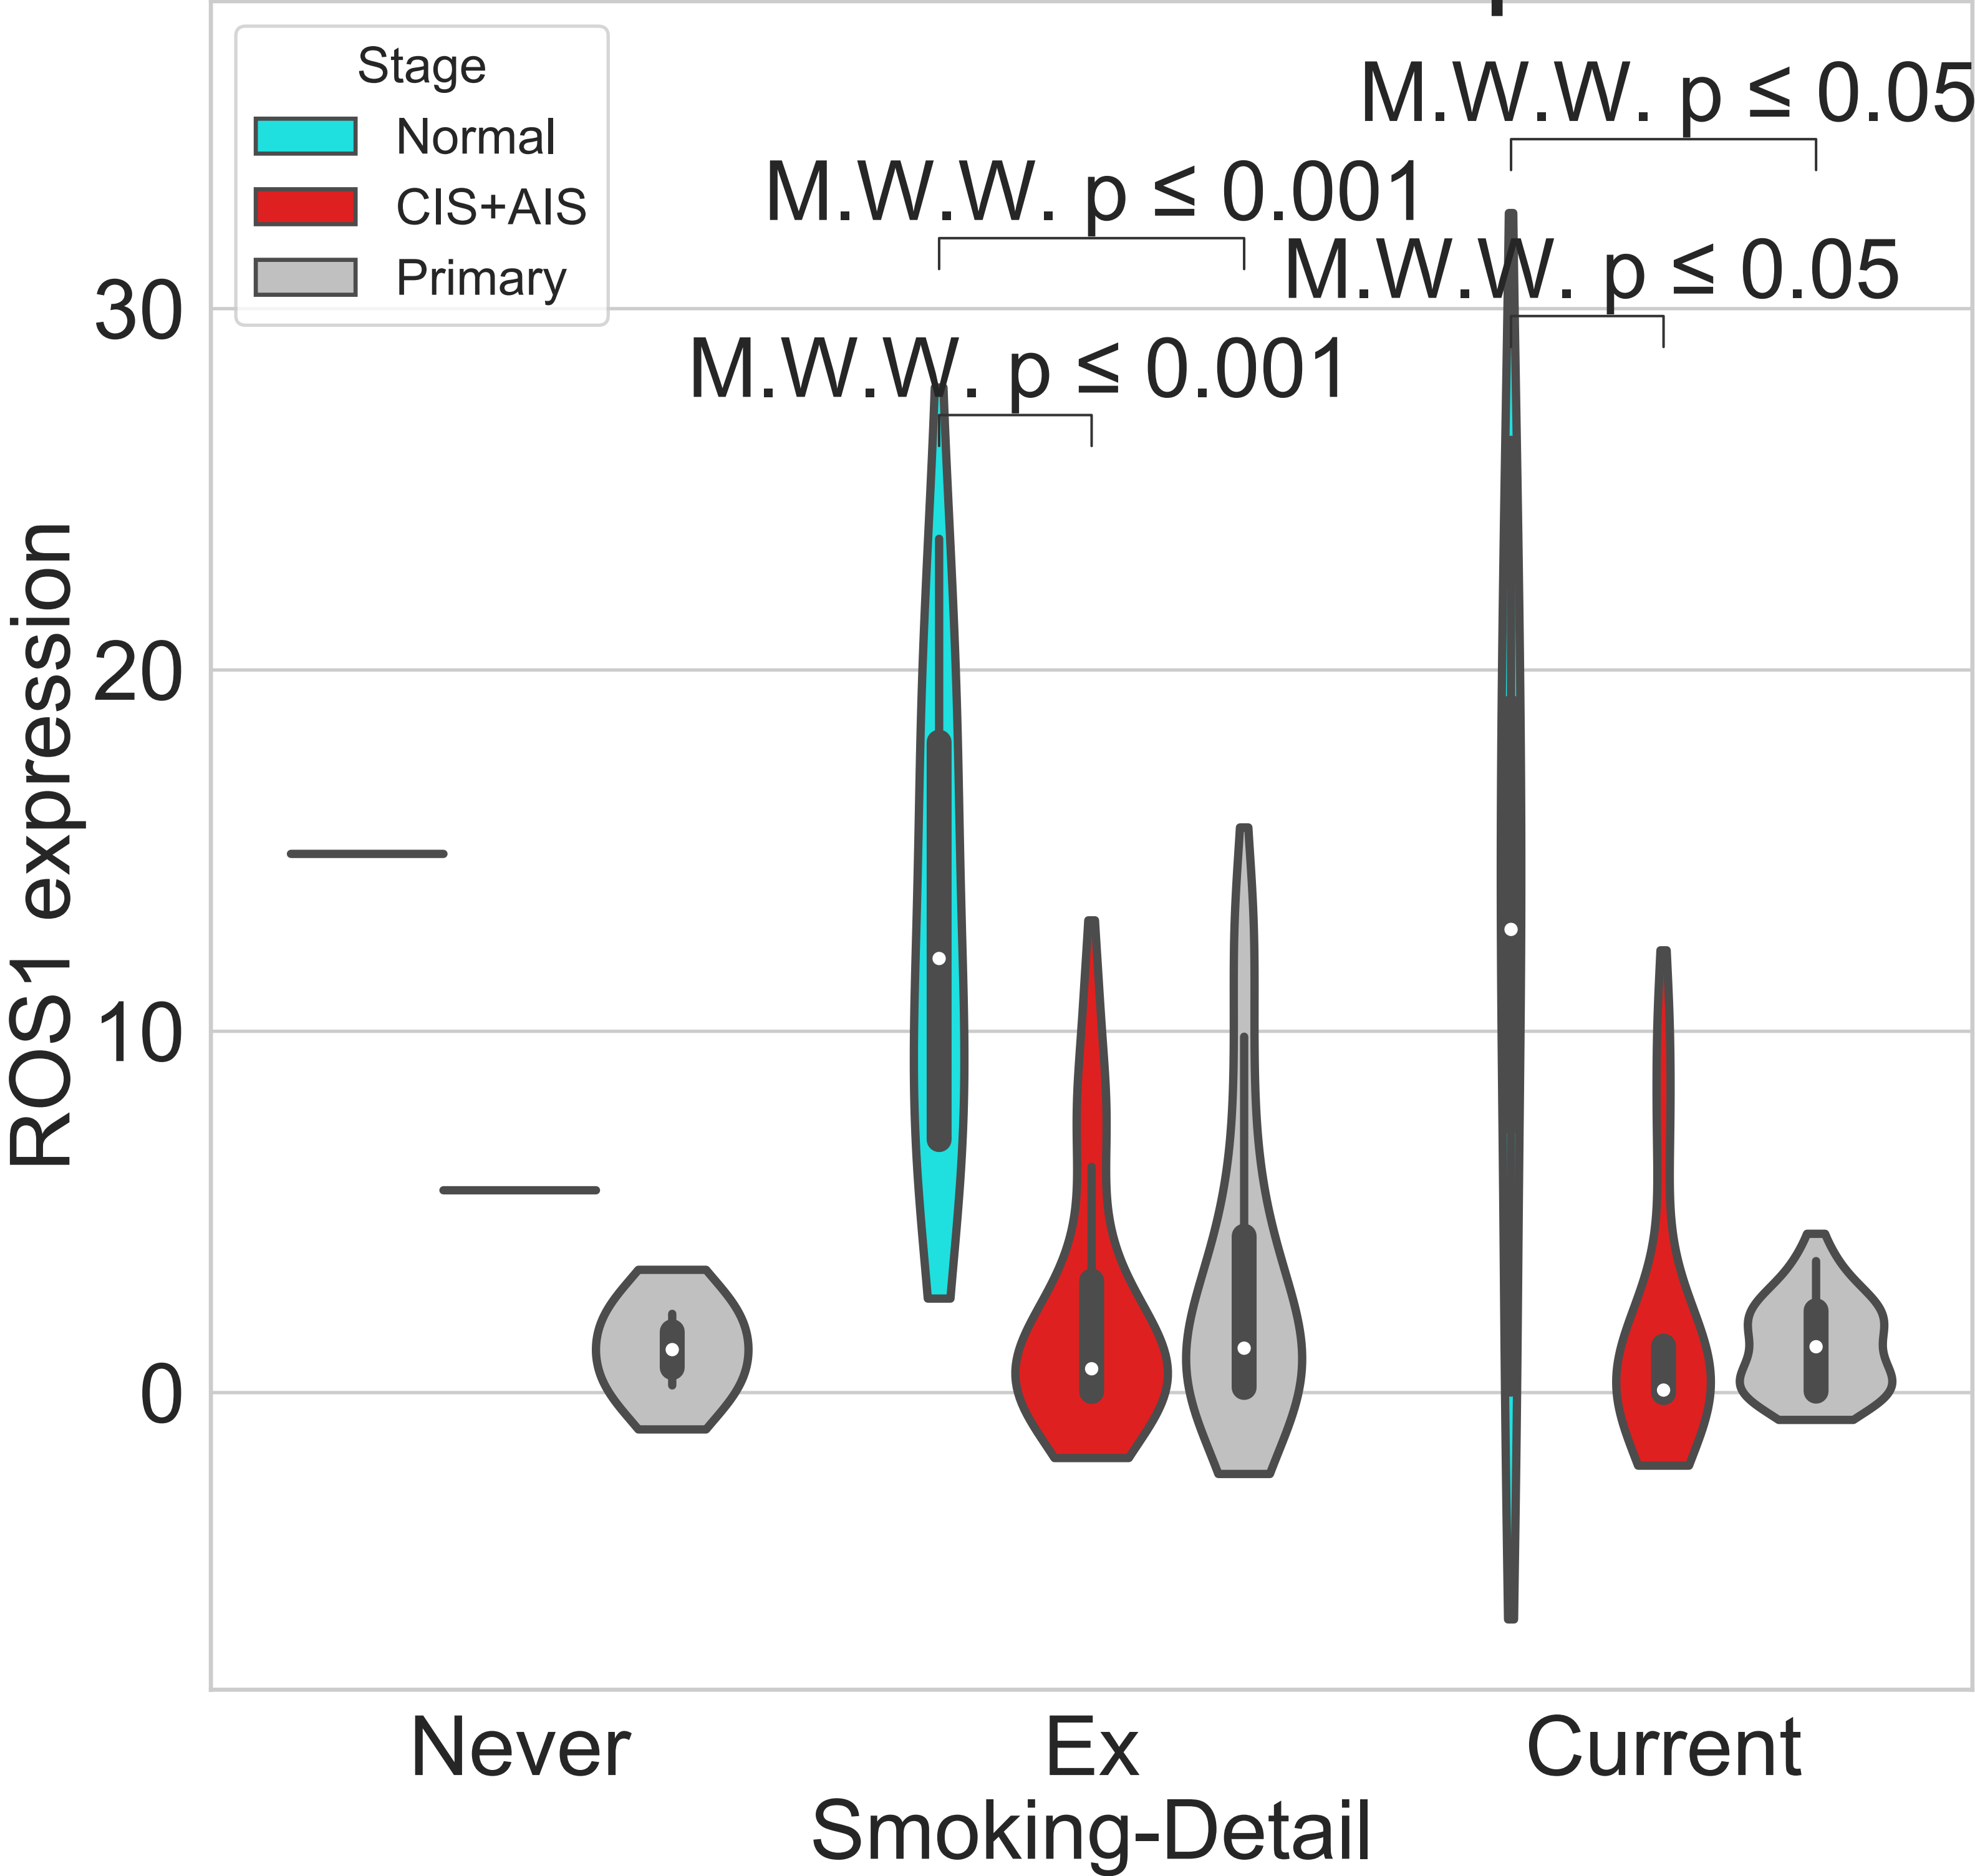 Stage
Normal
CIS+AIS
Primary
M.W.W. p ≤ 0.05
M.W.W. p ≤ 0.001
M.W.W. p ≤ 0.05
M.W.W. p ≤ 0.001
ROS1 expression
30
20
10
0
Never
Ex
Current
Smoking-Detail